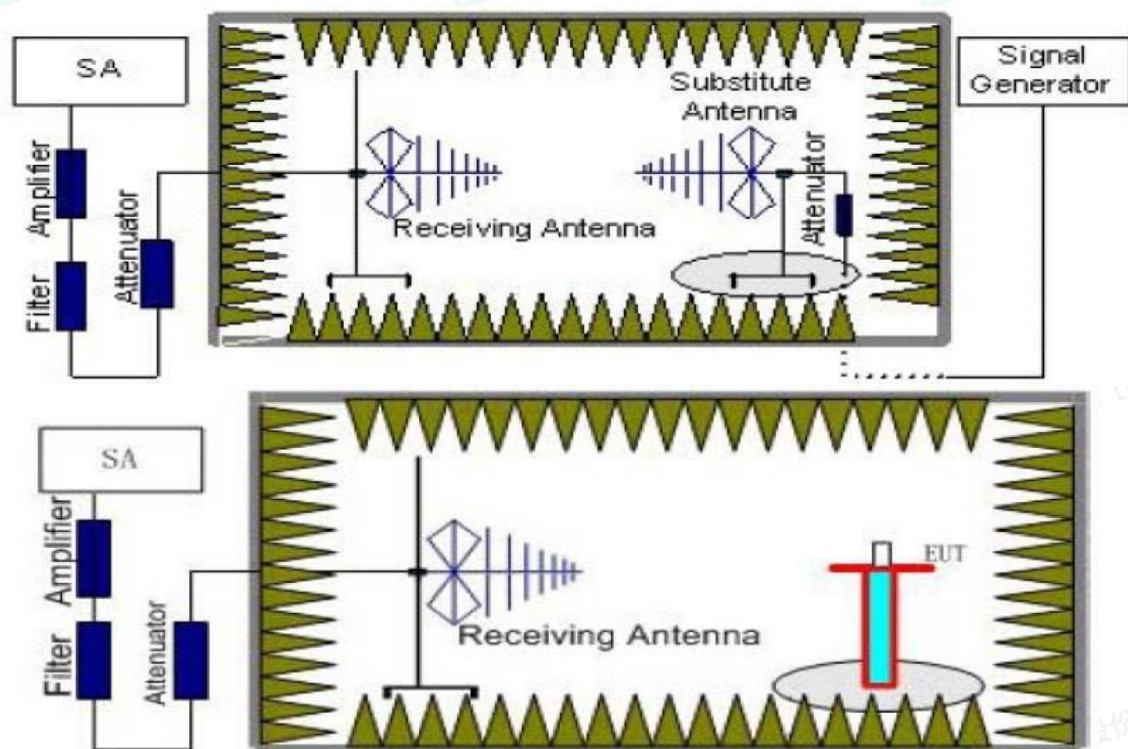 SA
Signal
Generator
Substitute
Antenna
Amplifier
Attenuator
Attenuator
Receiving Antenna
Filter
SA
Amplifier
EUT
Receiving Antenna
Filter
Attenuator